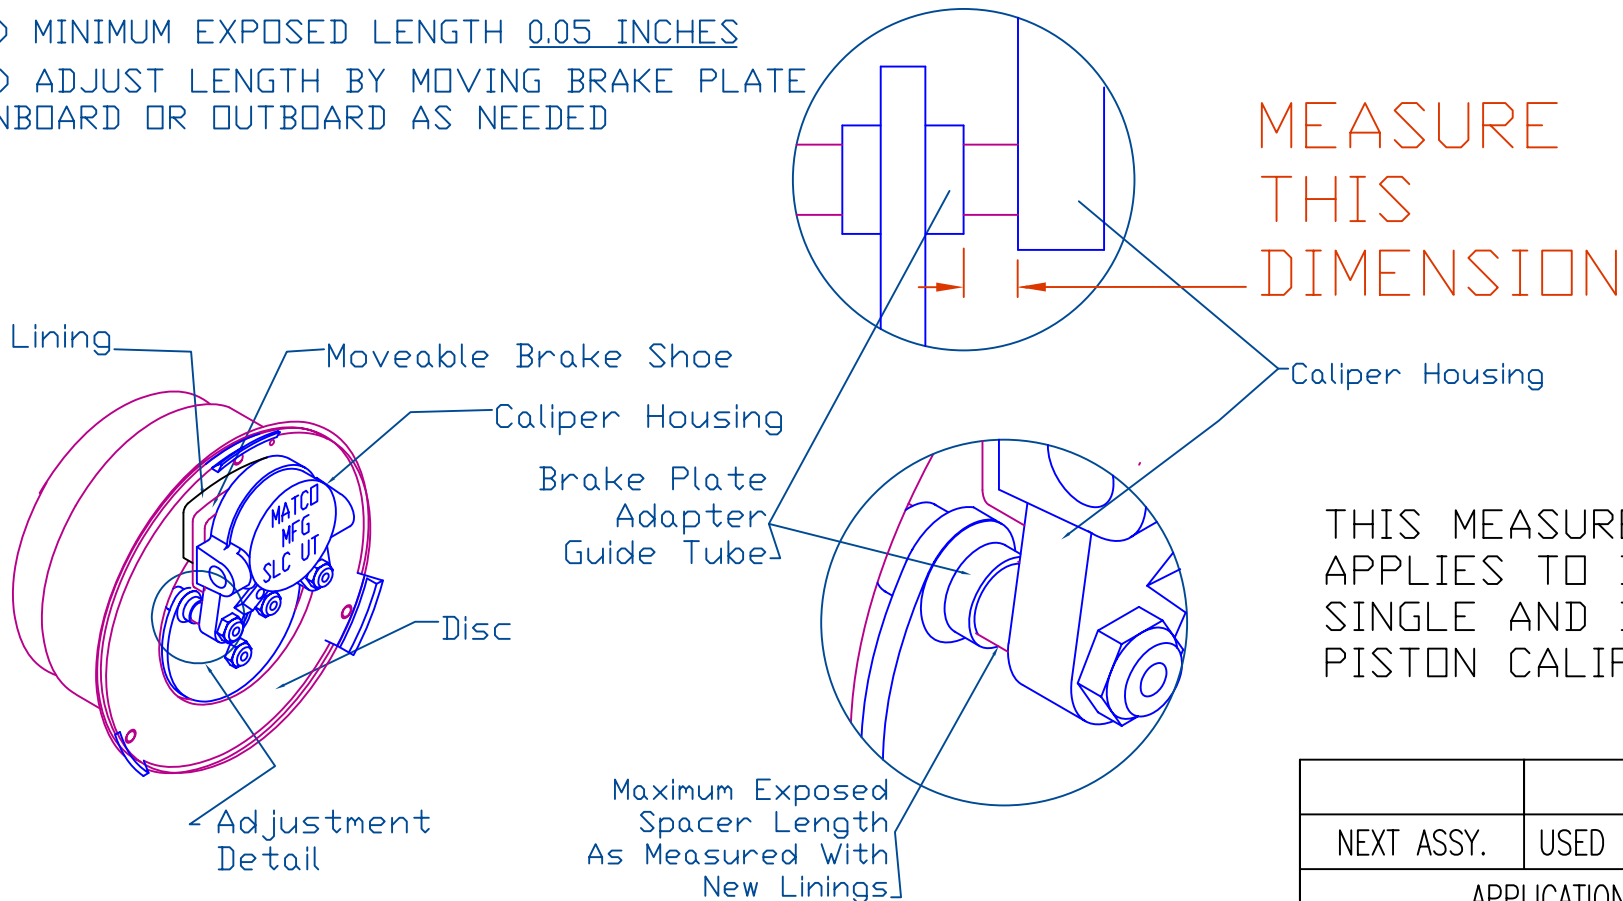 MINIMUM EXPOSED LENGTH 0.05 INCHES
ADJUST LENGTH BY MOVING BRAKE PLATE
OR OUTBOARD AS NEEDED
MEASURE
THIS
DIMENSION
Lining
Moveable Brake Shoe
Caliper Housing
Caliper Housing
Brake Plate
Adapter
Guide Tube
MATCO
MFG
SLC UT
Disc
THIS
APPLIES TO
SINGLE AND
PISTON
Adjustment
Detail
Maximum Exposed
Spacer Length
As Measured With
New Linings
NEXT ASSY.
USED
APPLICATION